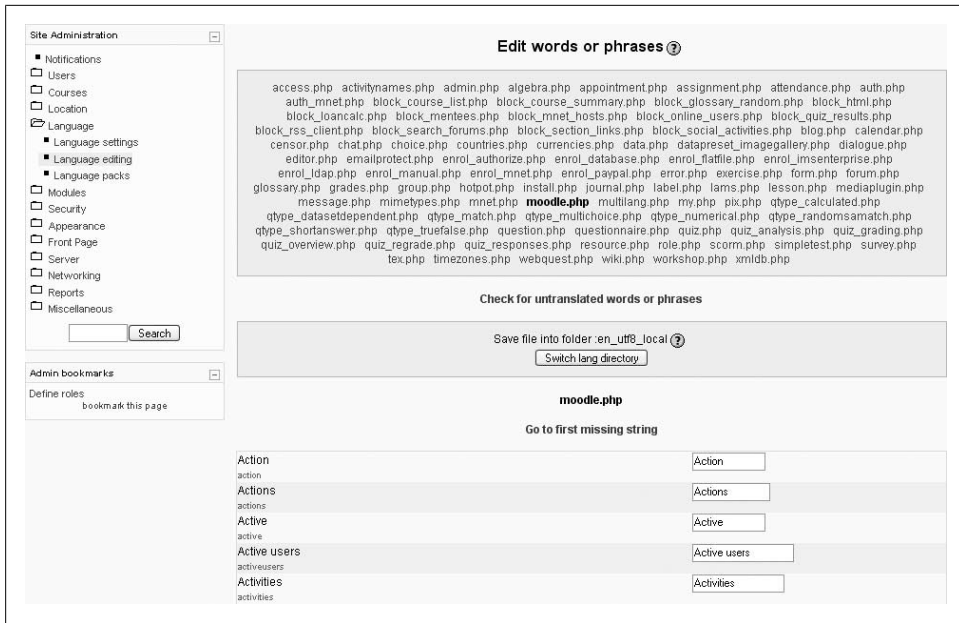 Site Administration
Notifications
Users
Courses
Location
Language
Language settings
Language editing
Language packs
Modules
Security
Appearance
Front Page
Server
Networking
Reports
Miscellaneous
Search
Admin bookmarks
Define roles
bookmark this page
Edit words or phrases ?
access.php activitynames.php admin.php algebra.php appointment.php assignment.php attendance.php auth.php
auth_mnet.php block_course_list.php block_course_summary.php block_glossary_random.php block_html.php
block_loancalc.php block_mentees.php block_mnet_hosts.php block_online_users.php block_quiz_results.php
block_rss_client.php block_search_forums.php block_section_links.php block_social_activities.php blog.php calendar.php
censor.php chat.php choice.php countries.php currencies.php data.php datapreset_imagegallery.php dialogue.php
editor.php emailprotect.php enrol_authorize.php enrol_database.php enrol_flatfile.php enrol_imsenterprise.php
enrol_ldap.php enrol_manual.php enrol_mnet.php enrol_paypal.php error.php exercise.php form.php forum.php
glossary.php grades.php group.php hotpot.php install.php journal.php label.php lams.php lesson.php mediaplugin.php
message.php mimetypes.php mnet.php moodle.php multilang.php my.php pix.php qtype_calculated.php
qtype_datasetdependent.php qtype_match.php qtype_multichoice.php qtype_numerical.php qtype_randomsamatch.php
qtype_shortanswer.php qtype_truefalse.php question.php questionnaire.php quiz.php quiz_analysis.php quiz_grading.php
quiz_overview.php quiz_regrade.php quiz_responses.php resource.php role.php scorm.php simpletest.php survey.php
tex.php timezones.php webquest.php wiki.php workshop.php xmldb.php
Check for untranslated words or phrases
Save file into folder :en_utf8_local ?
Switch lang directory
moodle.php
Go to first missing string
Action Action
action
Actions Actions
actions
Active Active
active
Active users Active users
activeusers
Activities Activities
activities